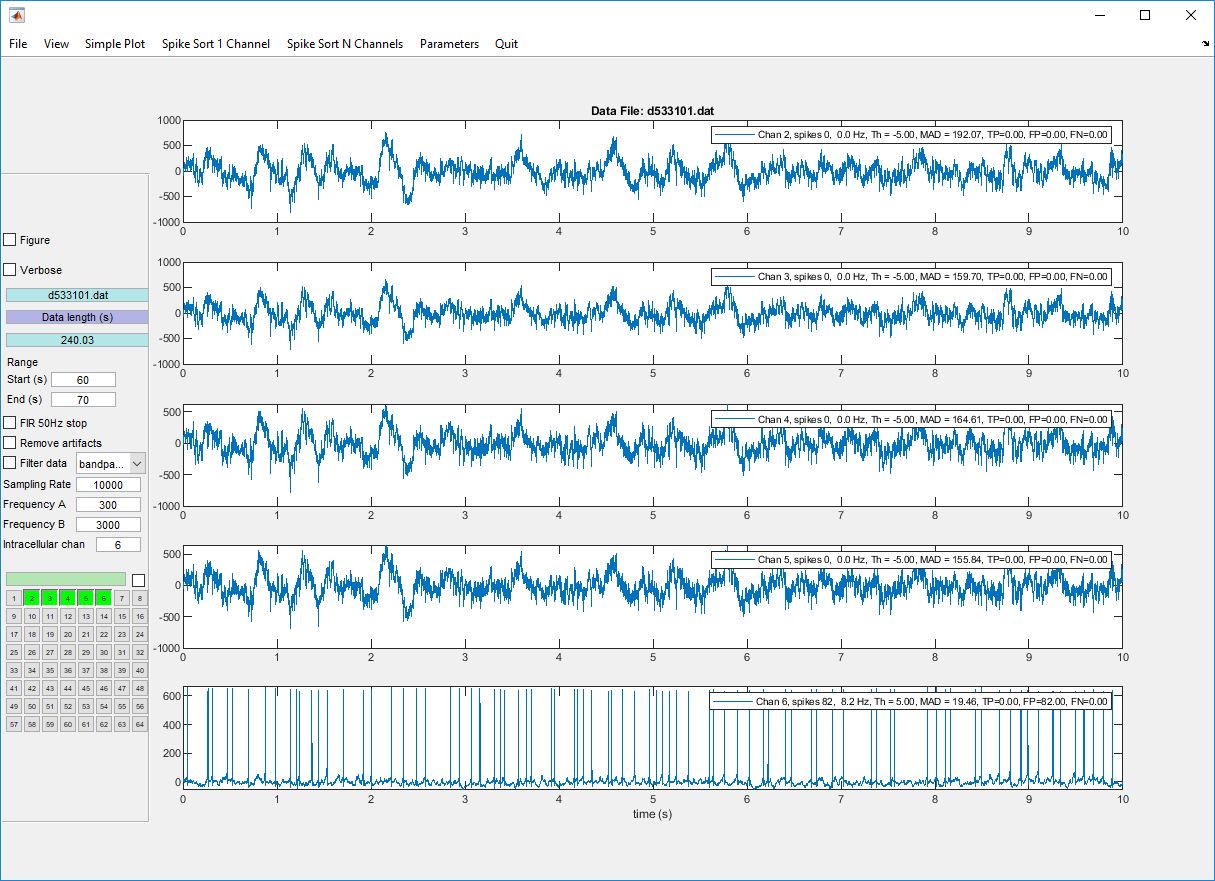 File View Simple Plot Spike Sort 1 Channel Spike Sort N Channels Parameters Quit
Data File: d533101.dat
Chan 2, spikes 0, 0.0 Hz, Th = -5.00, MAD = 192.07, TP=0.00, FP=0.00, FN=0.00
1000
500
0
-500
-1000
0 1 2 3 4 5 6 7 8 9 10
Chan 3, spikes 0, 0.0 Hz, Th = -5.00, MAD = 159.70, TP=0.00, FP=0.00, FN=0.00
1000
500
0
-500
-1000
0 1 2 3 4 5 6 7 8 9 10
Chan 4, spikes 0, 0.0 Hz, Th = -5.00, MAD = 164.61, TP=0.00, FP=0.00, FN=0.00
500
0
-500
-1000
0 1 2 3 4 5 6 7 8 9 10
Chan 5, spikes 0, 0.0 Hz, Th = -5.00, MAD = 155.84, TP=0.00, FP=0.00, FN=0.00
500
0
-500
-1000
0 1 2 3 4 5 6 7 8 9 10
Chan 6, spikes 82, 8.2 Hz, Th = 5.00, MAD = 19.46, TP=0.00, FP=82.00, FN=0.00
600
400
200
0
0 1 2 3 4 5 6 7 8 9 10
time (s)
Figure
Verbose
d533101.dat
Data length (s)
240.03
Range
Start (s) 60
End (s) 70
FIR 50Hz stop
Remove artifacts
Filter data bandpa...
Sampling Rate 10000
Frequency A 300
Frequency B 3000
Intracellular chan 6
1 2 3 4 5 6 7 8
9 10 11 12 13 14 15 16
17 18 19 20 21 22 23 24
25 26 27 28 29 30 31 32
33 34 35 36 37 38 39 40
41 42 43 44 45 46 47 48
49 50 51 52 53 54 55 56
57 58 59 60 61 62 63 64